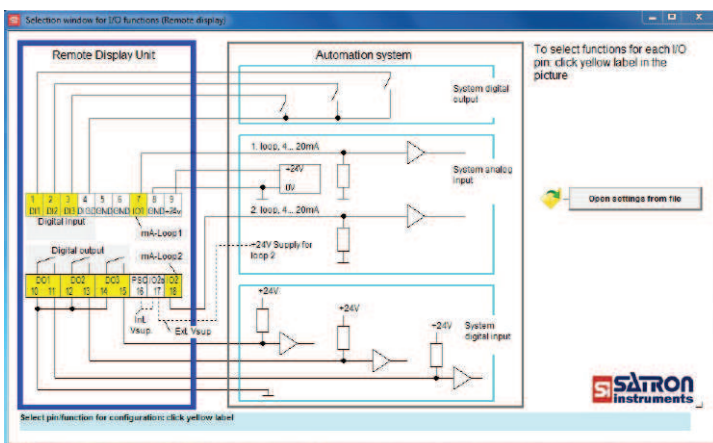 Selection window for I/O functions (Remote display)
Remote Display Unit
Automation system
To select functions for each I/O
pin: click yellow label in the
picture
System digital
output
1. loop, 4... 20mA
+24V
0V
System analog
input
1 2 3 4 5 6 7 8 9
DI1 DI2 DI3 DIGD GND GND IO1 GND +24v
Digital input
mA-Loop1
2. loop, 4... 20mA
Open settings from file
Digital output
mA-Loop2
+24V Supply for
loop 2
DO1 DO2 DO3 PSO IO2s IO2
10 11 12 13 14 15 16 17 18
Int.
Vsup.
Ext. Vsup
+24V
+24V
+24V
System
digital input
SATRON
instruments
Select pin/function for configuration: click yellow label